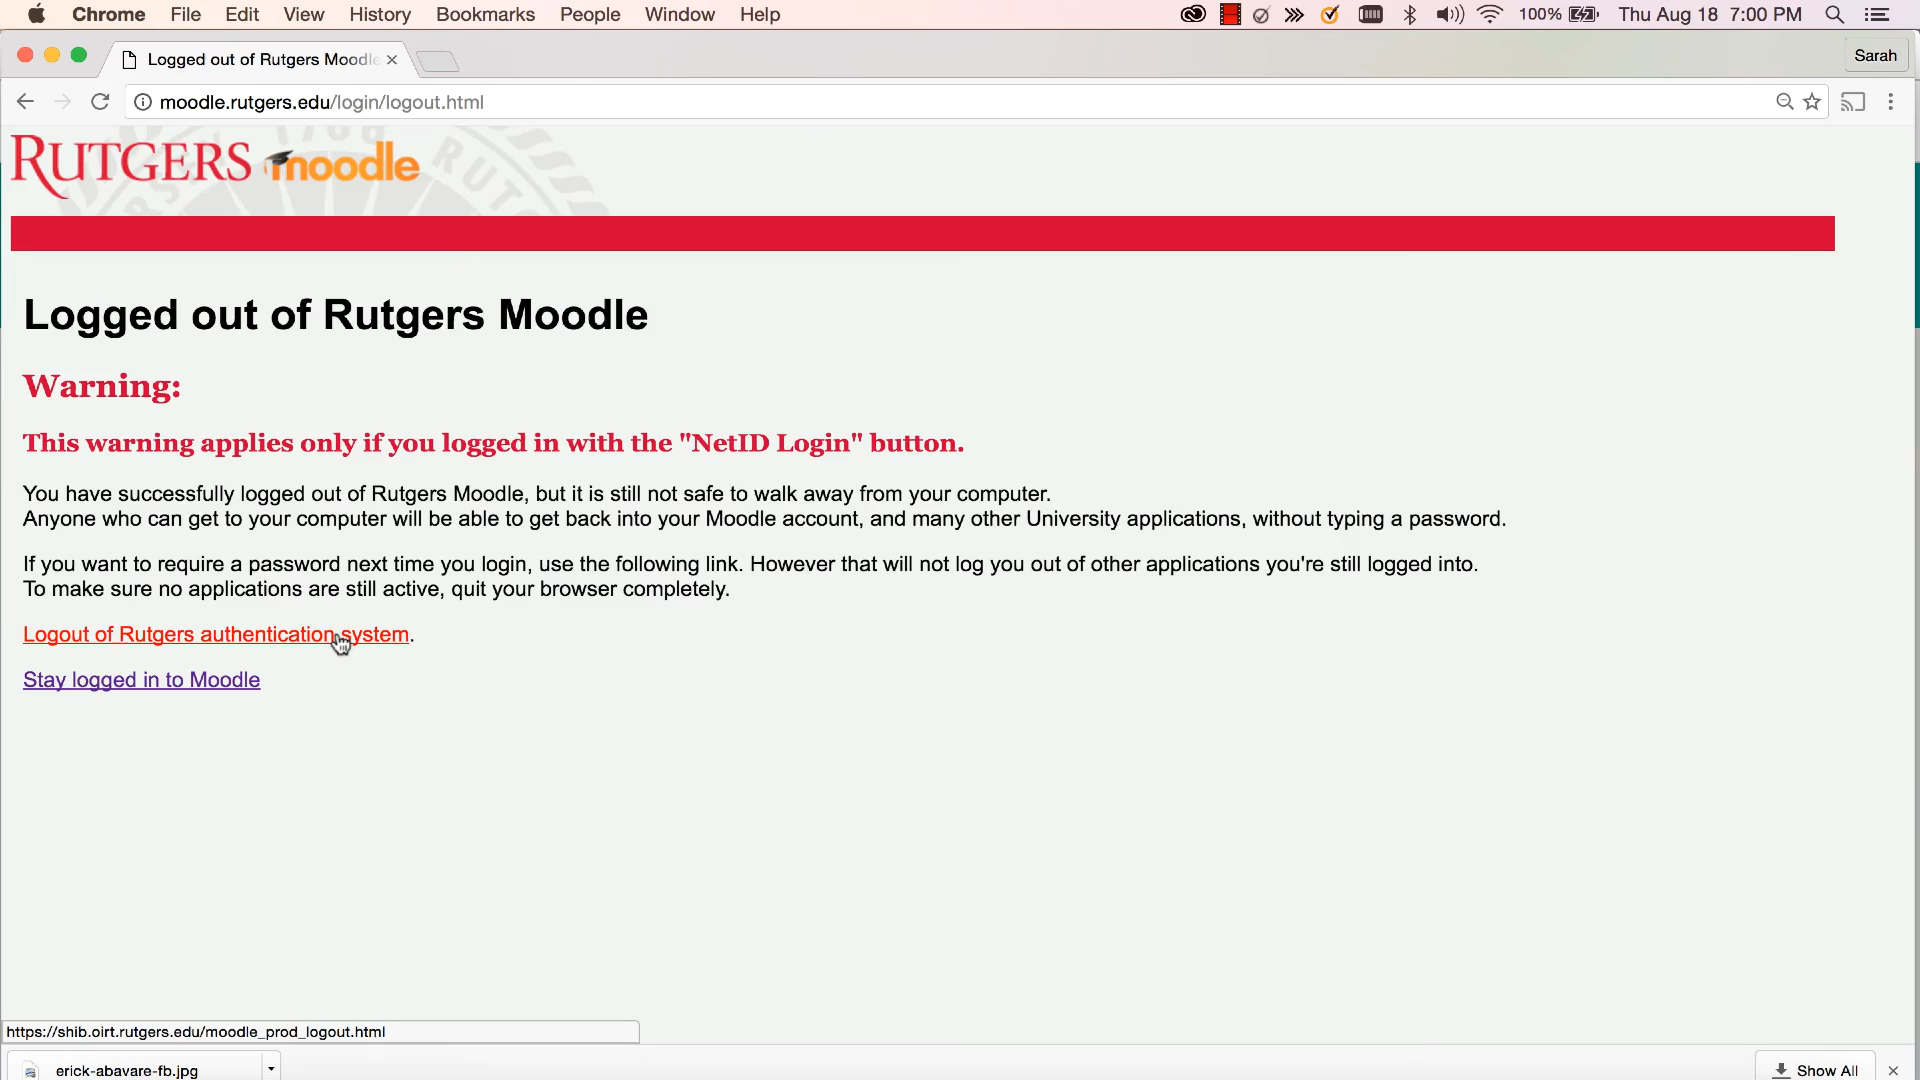 Chrome File Edit View History Bookmarks People Window Help 100% Thu Aug 18 7:00 PM
Logged out of Rutgers Moodle Sarah
moodle.rutgers.edu/login/logout.html
RUTGERS moodle
Logged out of Rutgers Moodle
Warning:
This warning applies only if you logged in with the "NetID Login" button.
You have successfully logged out of Rutgers Moodle, but it is still not safe to walk away from your computer.
Anyone who can get to your computer will be able to get back into your Moodle account, and many other University applications, without typing a password.
If you want to require a password next time you login, use the following link. However that will not log you out of other applications you're still logged into.
To make sure no applications are still active, quit your browser completely.
Logout of Rutgers authentication system.
Stay logged in to Moodle
https://shib.oirt.rutgers.edu/moodle_prod_logout.html
erick-abavare-fb.jpg Show All